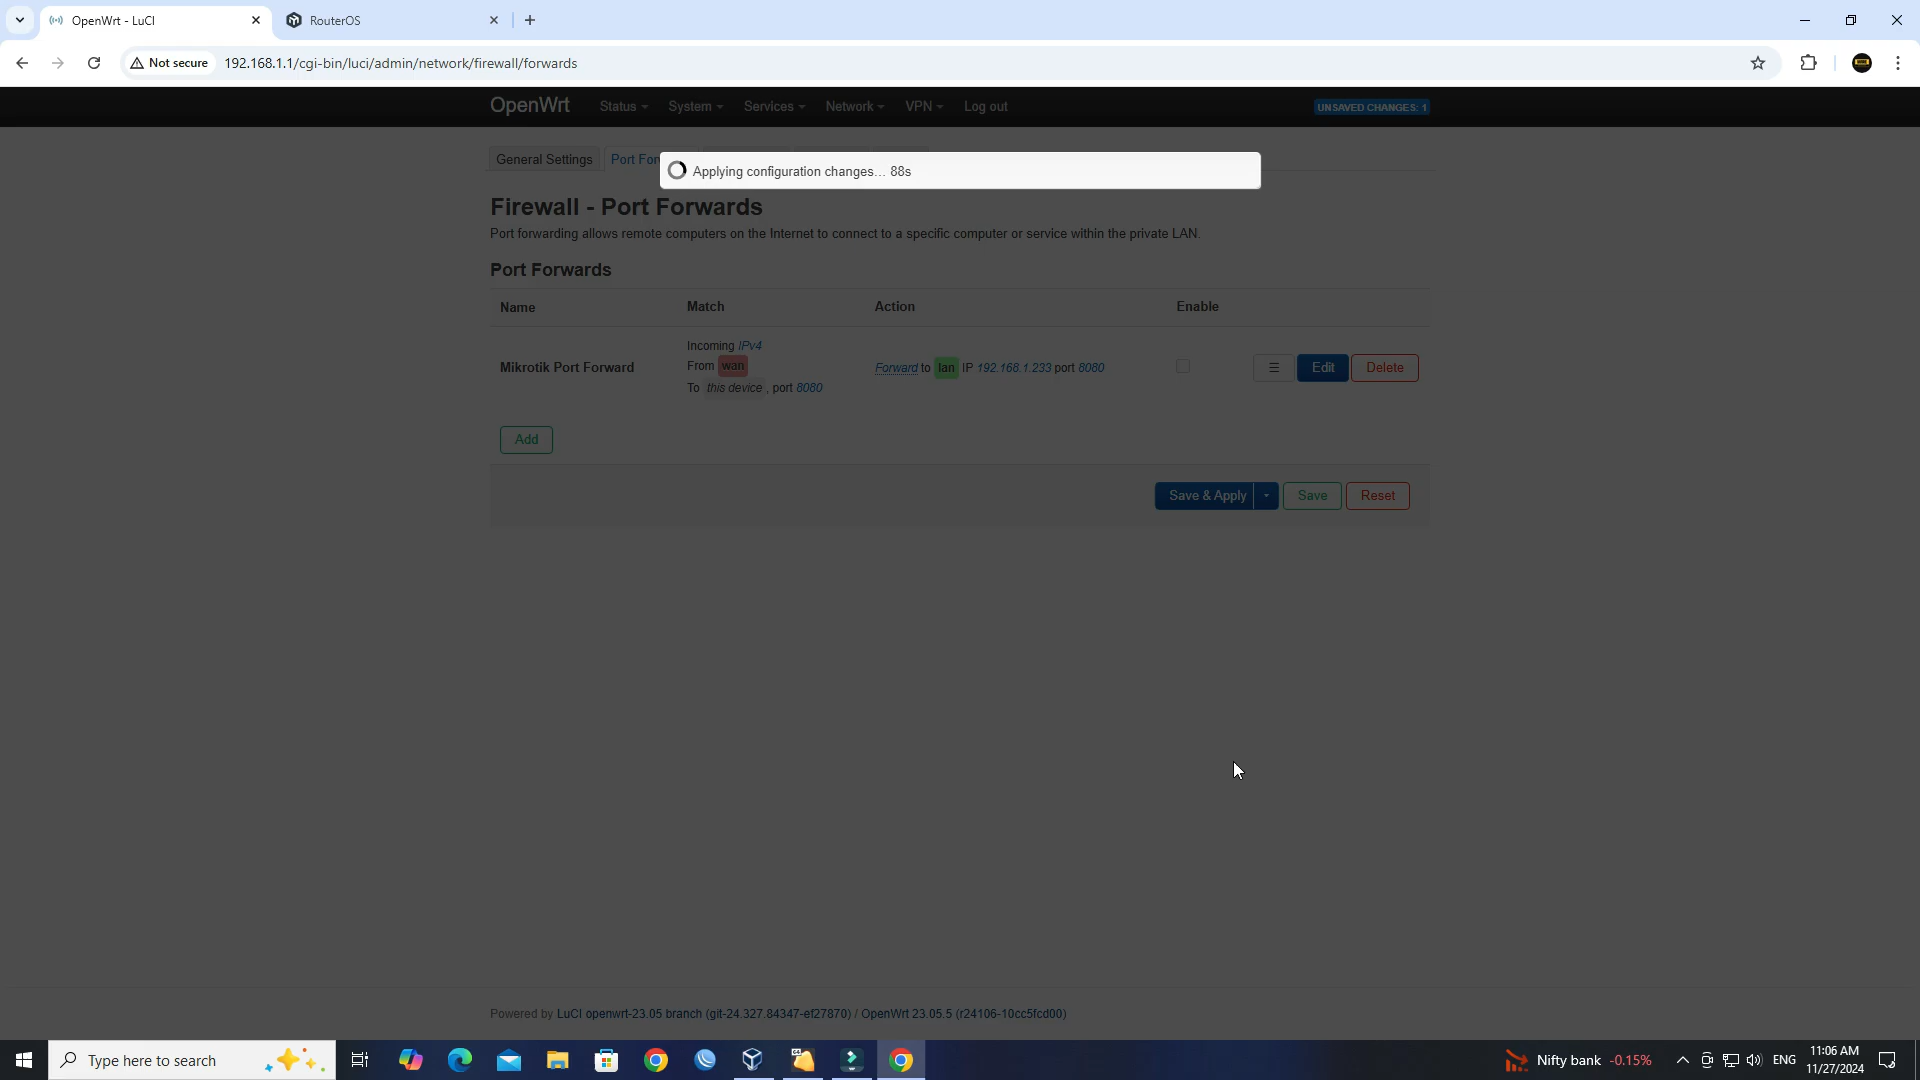 OpenWrt - LuCI
RouterOS
Not secure
192.168.1.1/cgi-bin/luci/admin/network/firewall/forwards
OpenWrt Status System Services Network VPN Log out UNSAVED CHANGES: 1
General Settings Port For
Applying configuration changes… 88s
Firewall - Port Forwards
Port forwarding allows remote computers on the Internet to connect to a specific computer or service within the private LAN.
Port Forwards
Name Match Action Enable
Incoming IPv4
Mikrotik Port Forward From wan Forward to lan IP 192.168.1.233 port 8080 Edit Delete
To this device , port 8080
Add
Save & Apply Save Reset
Powered by LuCI openwrt-23.05 branch (git-24.327.84347-ef27870) / OpenWrt 23.05.5 (r24106-10cc5fcd00)
Type here to search
Nifty bank -0.15%
ENG
11:06 AM
11/27/2024